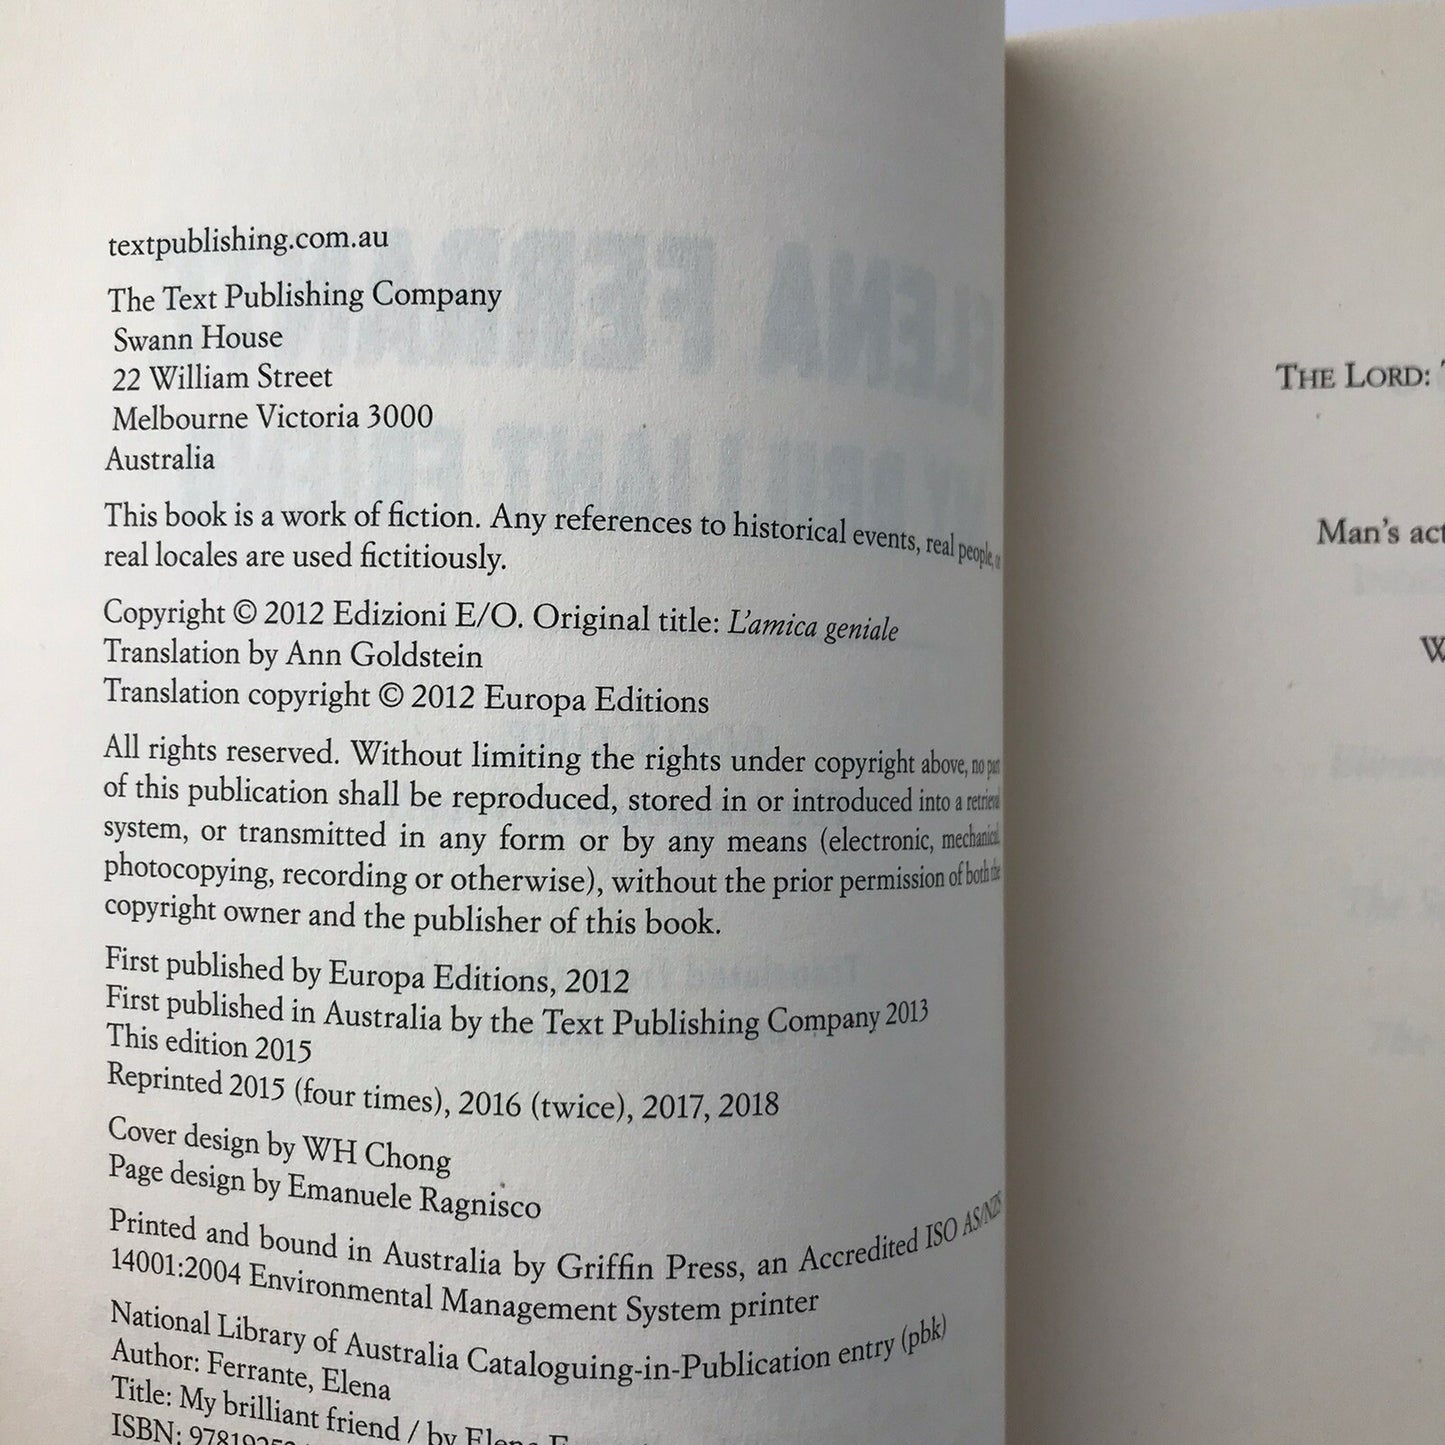 textpublishing.com.au
The Text Publishing Company
Swann House
22 William Street
Melbourne Victoria 3000
Australia
This book is a work of fiction. Any references to historical events, real people, or
real locales are used fictitiously.
Copyright © 2012 Edizioni E/O. Original title: L'amica geniale
Translation by Ann Goldstein
Translation copyright © 2012 Europa Editions
All rights reserved. Without limiting the rights under copyright above, no part
of this publication shall be reproduced, stored in or introduced into a retrieval
system, or transmitted in any form or by any means (electronic, mechanical,
photocopying, recording or otherwise), without the prior permission of both the
copyright owner and the publisher of this book.
First published by Europa Editions, 2012
First published in Australia by the Text Publishing Company 2013
This edition 2015
Reprinted 2015 (four times), 2016 (twice), 2017, 2018
Cover design by WH Chong
Page design by Emanuele Ragnisco
Printed and bound in Australia by Griffin Press, an Accredited ISO AS/NZS
14001:2004 Environmental Management System printer
National Library of Australia Cataloguing-in-Publication entry (pbk)
Author: Ferrante, Elena
Title: My brilliant friend / by Elena
ISBN:
THE LORD:
Man's act